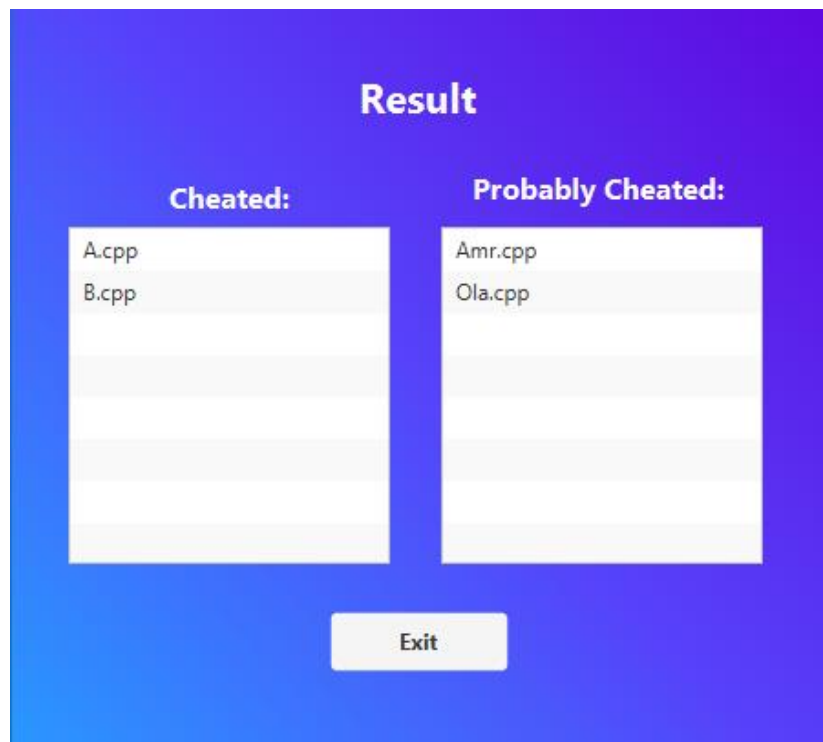 Result
Cheated:
A.cpp
B.cpp
Probably Cheated:
Amr.cpp
Ola.cpp
Exit